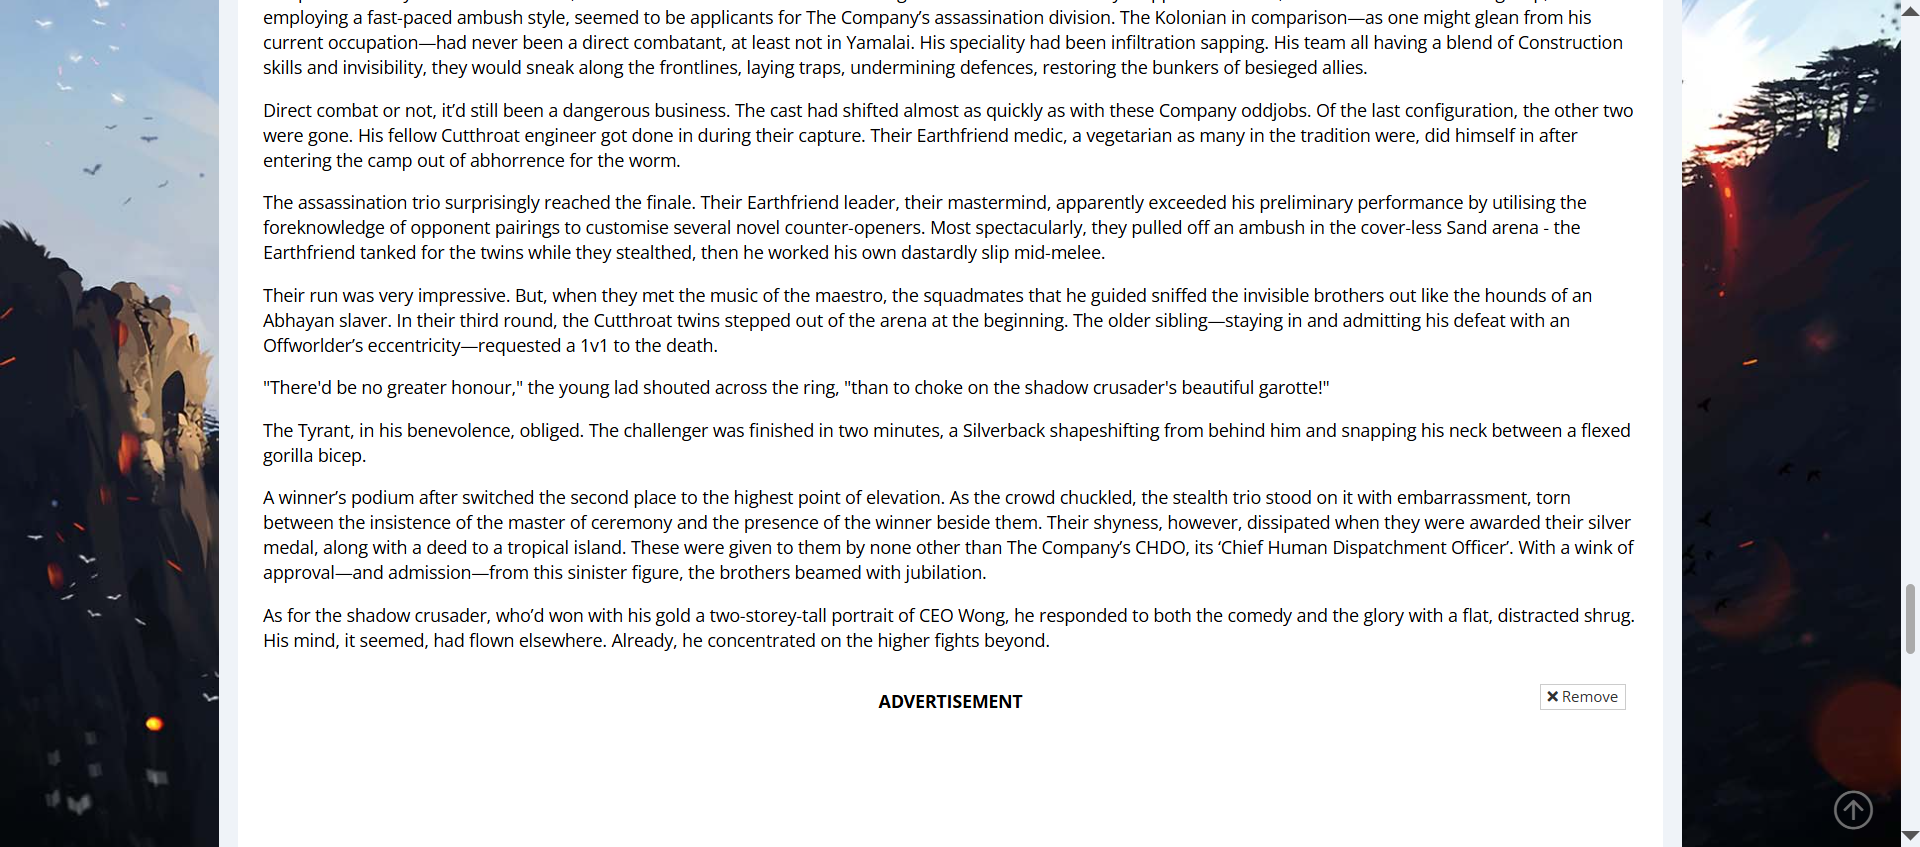 employing a fast-paced ambush style, seemed to be applicants for The Company’s assassination division. The Kolonian in comparison—as one might glean from his
current occupation—had never been a direct combatant, at least not in Yamalai. His speciality had been infiltration sapping. His team all having a blend of Construction
skills and invisibility, they would sneak along the frontlines, laying traps, undermining defences, restoring the bunkers of besieged allies.
Direct combat or not, it’d still been a dangerous business. The cast had shifted almost as quickly as with these Company oddjobs. Of the last configuration, the other two
were gone. His fellow Cutthroat engineer got done in during their capture. Their Earthfriend medic, a vegetarian as many in the tradition were, did himself in after
entering the camp out of abhorrence for the worm.
The assassination trio surprisingly reached the finale. Their Earthfriend leader, their mastermind, apparently exceeded his preliminary performance by utilising the
foreknowledge of opponent pairings to customise several novel counter-openers. Most spectacularly, they pulled off an ambush in the cover-less Sand arena - the
Earthfriend tanked for the twins while they stealthed, then he worked his own dastardly slip mid-melee.
Their run was very impressive. But, when they met the music of the maestro, the squadmates that he guided sniffed the invisible brothers out like the hounds of an
Abhayan slaver. In their third round, the Cutthroat twins stepped out of the arena at the beginning. The older sibling—staying in and admitting his defeat with an
Offworlder’s eccentricity—requested a 1v1 to the death.
"There'd be no greater honour," the young lad shouted across the ring, "than to choke on the shadow crusader's beautiful garotte!"
The Tyrant, in his benevolence, obliged. The challenger was finished in two minutes, a Silverback shapeshifting from behind him and snapping his neck between a flexed
gorilla bicep.
A winner’s podium after switched the second place to the highest point of elevation. As the crowd chuckled, the stealth trio stood on it with embarrassment, torn
between the insistence of the master of ceremony and the presence of the winner beside them. Their shyness, however, dissipated when they were awarded their silver
medal, along with a deed to a tropical island. These were given to them by none other than The Company’s CHDO, its ‘Chief Human Dispatchment Officer’. With a wink of
approval—and admission—from this sinister figure, the brothers beamed with jubilation.
As for the shadow crusader, who’d won with his gold a two-storey-tall portrait of CEO Wong, he responded to both the comedy and the glory with a flat, distracted shrug.
His mind, it seemed, had flown elsewhere. Already, he concentrated on the higher fights beyond.
ADVERTISEMENT
Remove